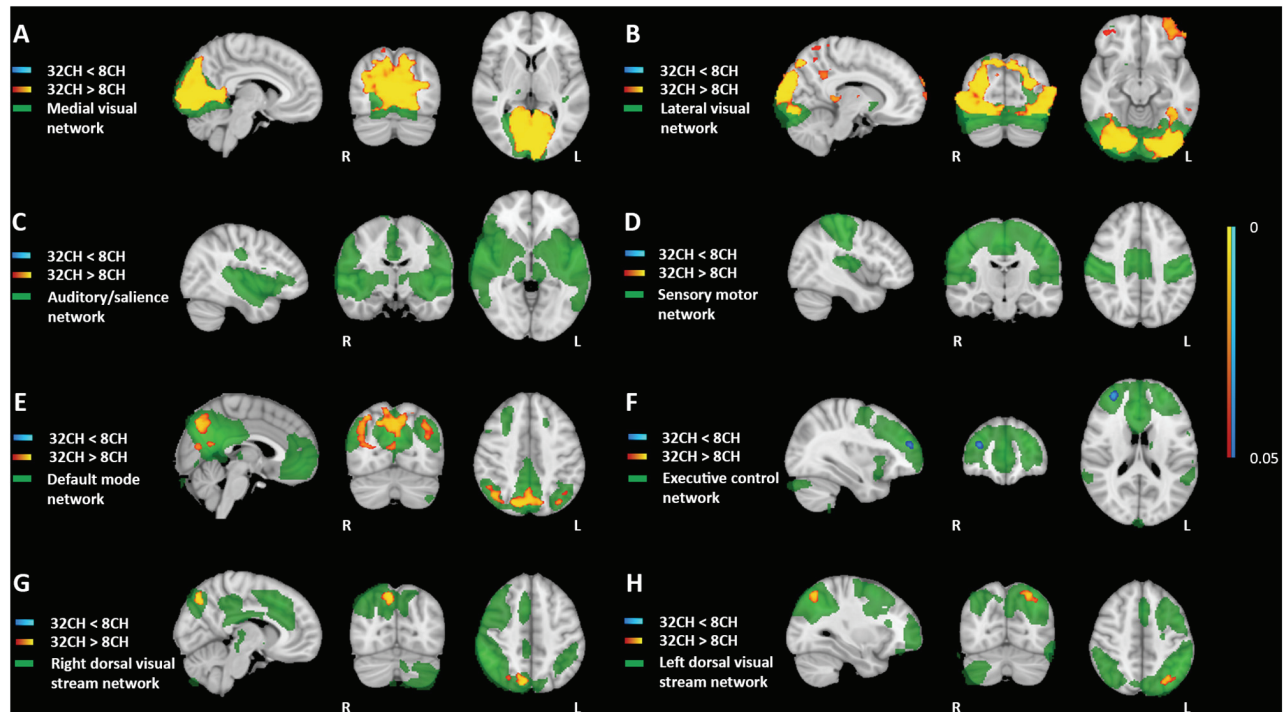 A
32CH < 8CH
32CH > 8CH
Medial visual
network
R
L
B
32CH < 8CH
32CH > 8CH
Lateral visual
network
R
L
C
32CH < 8CH
32CH > 8CH
Auditory/salience
network
R
L
D
32CH < 8CH
32CH > 8CH
Sensory motor
network
R
L
0
0.05
E
32CH < 8CH
32CH > 8CH
Default mode
network
R
L
F
32CH < 8CH
32CH > 8CH
Executive control
network
R
L
G
32CH < 8CH
32CH > 8CH
Right dorsal visual
stream network
R
L
H
32CH < 8CH
32CH > 8CH
Left dorsal visual
stream network
R
L